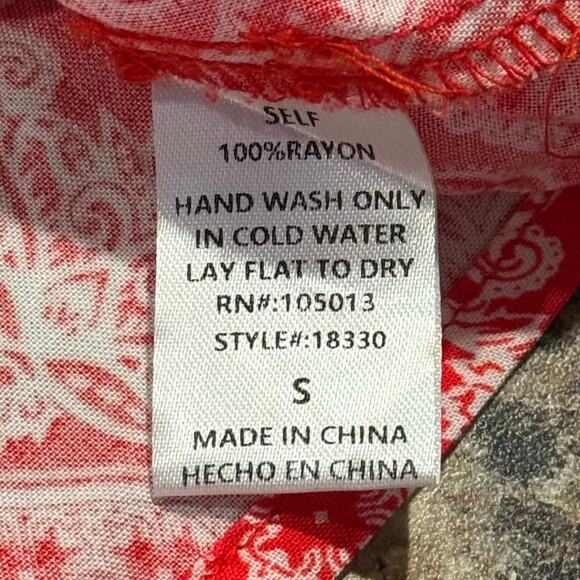 SELF
100%RAYON
HAND WASH ONLY
IN COLD WATER
LAY FLAT TO DRY
RN#:105013
STYLE#:18330
S
MADE IN CHINA
HECHO EN CHINA